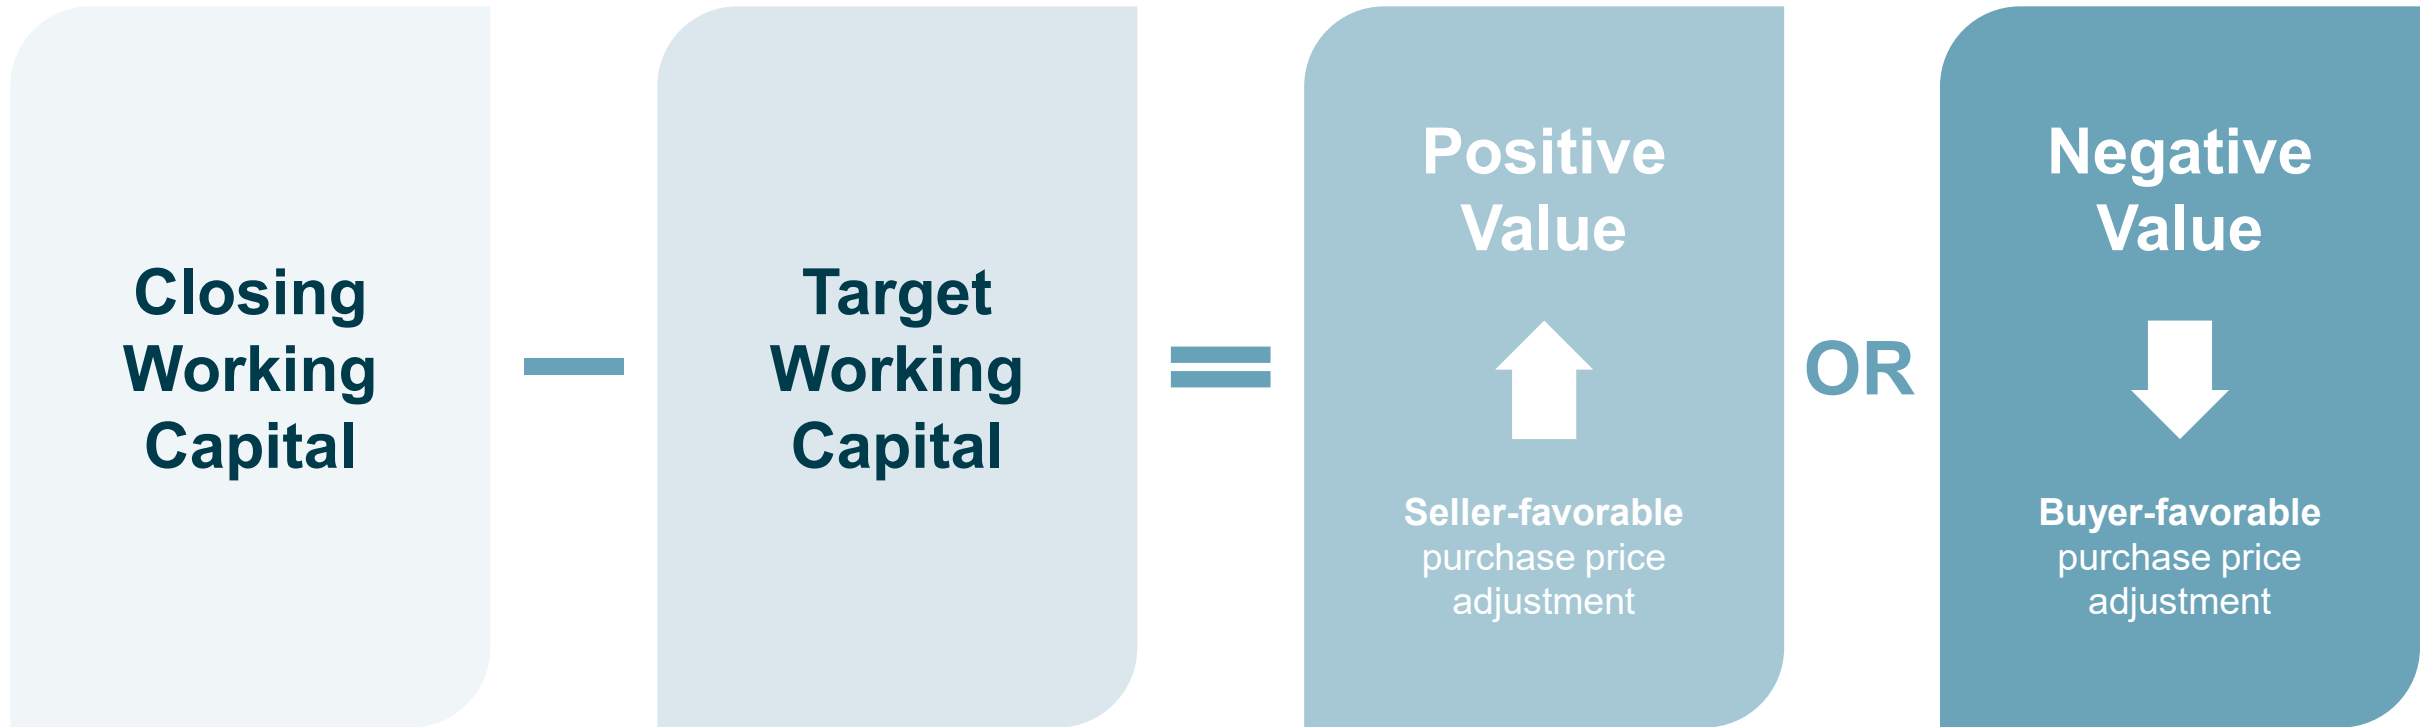 Closing
Working
Capital
Target
Working
Capital
Positive
Value
Seller-favorable
purchase price
adjustment
OR
Negative
Value
Buyer-favorable
purchase price
adjustment